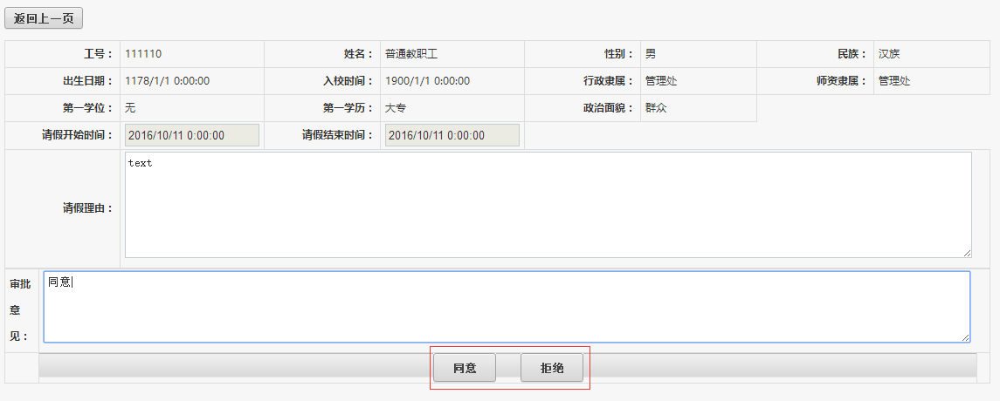 返回上一页
工号： 111110 姓名： 普通教职工 性别： 男 民族： 汉族
出生日期： 1178/1/1 0:00:00 入校时间： 1900/1/1 0:00:00 行政隶属： 管理处 师资隶属： 管理处
第一学位： 无 第一学历： 大专 政治面貌： 群众
请假开始时间： 2016/10/11 0:00:00 请假结束时间： 2016/10/11 0:00:00
请假理由： text
审批
意
见： 同意
同意 拒绝